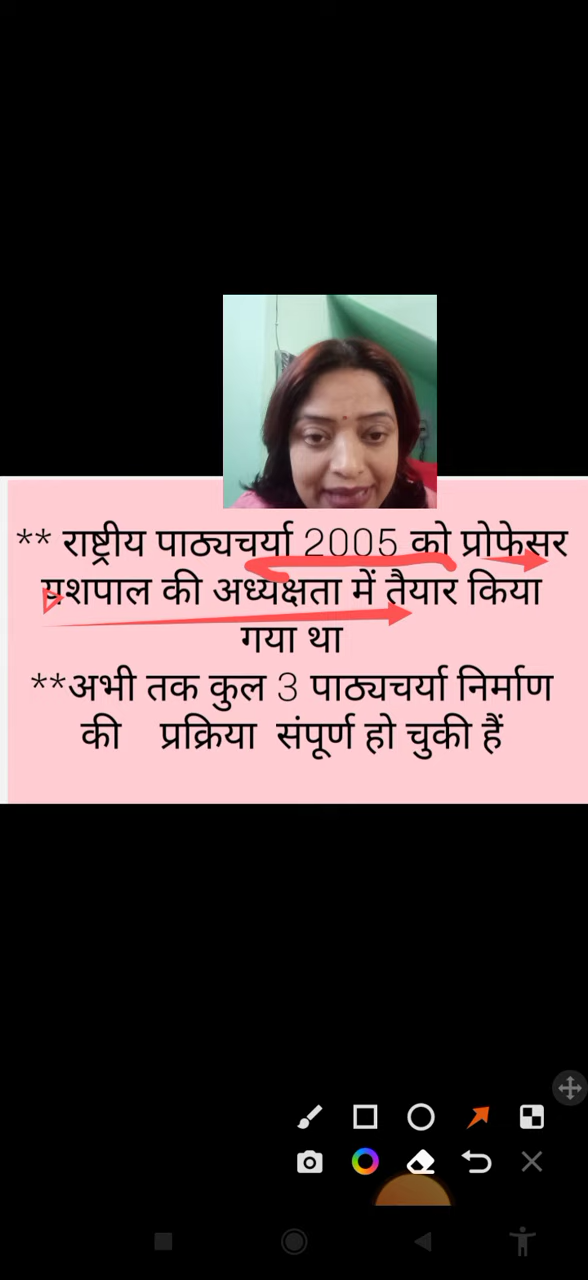 ** राष्ट्रीय पाठ्यचर्या 2005 को प्रोफेसर
यशपाल की अध्यक्षता में तैयार किया
गया था
**अभी तक कुल 3 पाठ्यचर्या निर्माण
की प्रक्रिया संपूर्ण हो चुकी हैं